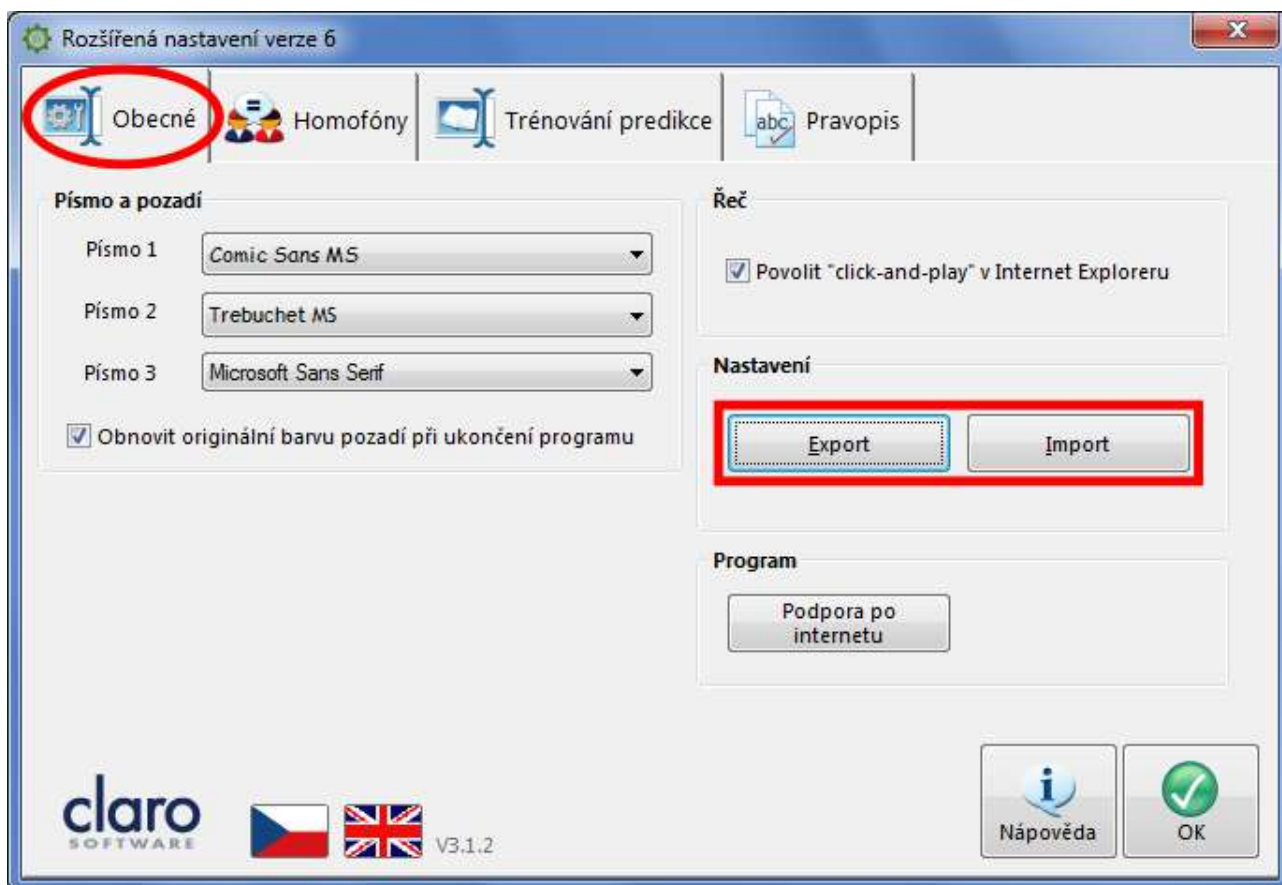 Rozšířená nastavení verze 6
x
Obecné
Homofóny
Trénování predikce
abc
Pravopis
Písmo a pozadí
Písmo 1
Comic Sans MS
Písmo 2
Trebuchet MS
Písmo 3
Microsoft Sans Serif
Obnovit originální barvu pozadí při ukončení programu
Řeč
Povolit "click-and-play" v Internet Exploreru
Nastavení
Export
Import
Program
Podpora po
internetu
claro
SOFTWARE
V3.1.2
i
Nápověda
OK